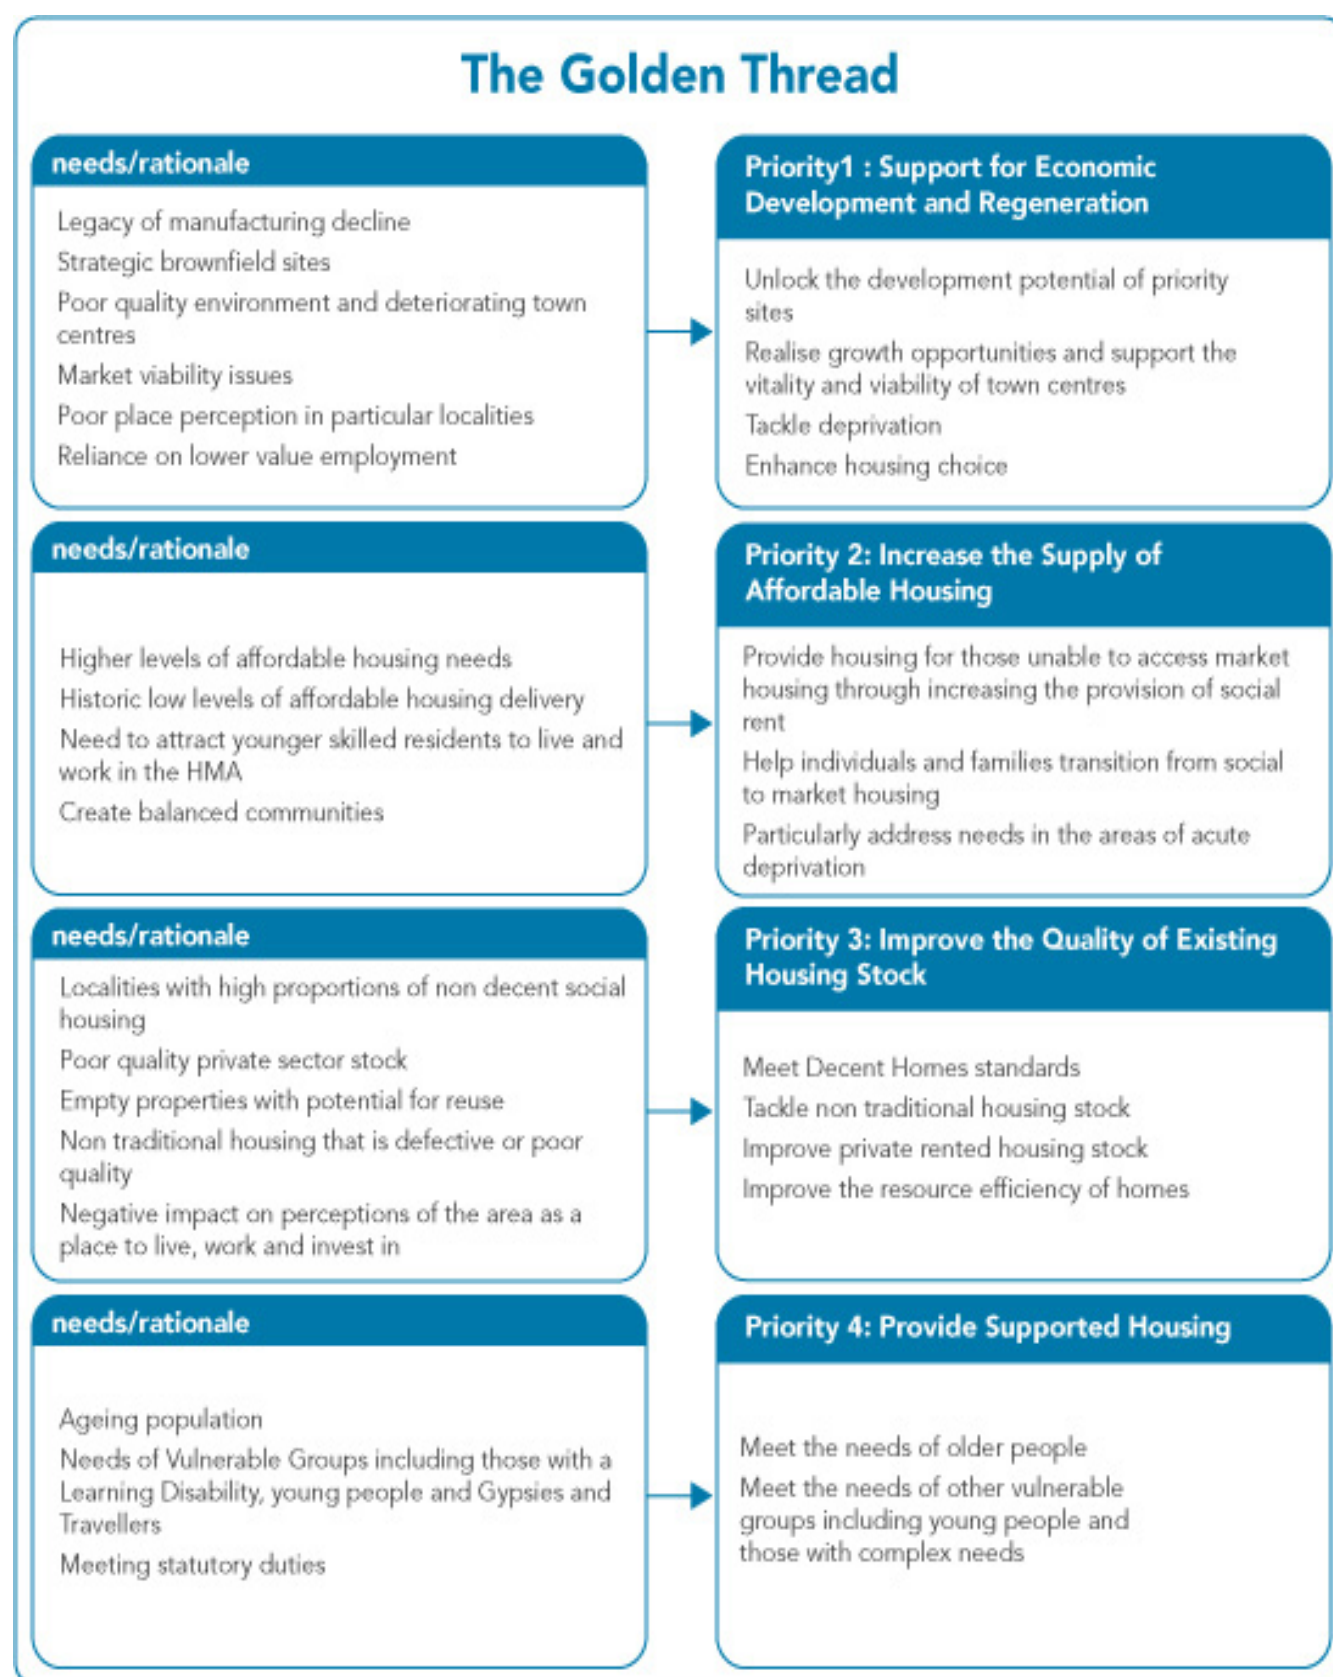 The Golden Thread
needs/rationale
Legacy of manufacturing decline
Strategic brownfield sites
Poor quality environment and deteriorating town
centres
Market viability issues
Poor place perception in particular localities
Reliance on lower value employment
Priority1 : Support for Economic
Development and Regeneration
Unlock the development potential of priority
sites
Realise growth opportunities and support the
vitality and viability of town centres
Tackle deprivation
Enhance housing choice
needs/rationale
Higher levels of affordable housing needs
Historic low levels of affordable housing delivery
Need to attract younger skilled residents to live and
work in the HMA
Create balanced communities
Priority 2: Increase the Supply of
Affordable Housing
Provide housing for those unable to access market
housing through increasing the provision of social
rent
Help individuals and families transition from social
to market housing
Particularly address needs in the areas of acute
deprivation
needs/rationale
Localities with high proportions of non decent social
housing
Poor quality private sector stock
Empty properties with potential for reuse
Non traditional housing that is defective or poor
quality
Negative impact on perceptions of the area as a
place to live, work and invest in
Priority 3: Improve the Quality of Existing
Housing Stock
Meet Decent Homes standards
Tackle non traditional housing stock
Improve private rented housing stock
Improve the resource efficiency of homes
needs/rationale
Ageing population
Needs of Vulnerable Groups including those with a
Learning Disability, young people and Gypsies and
Travellers
Meeting statutory duties
Priority 4: Provide Supported Housing
Meet the needs of older people
Meet the needs of other vulnerable
groups including young people and
those with complex needs